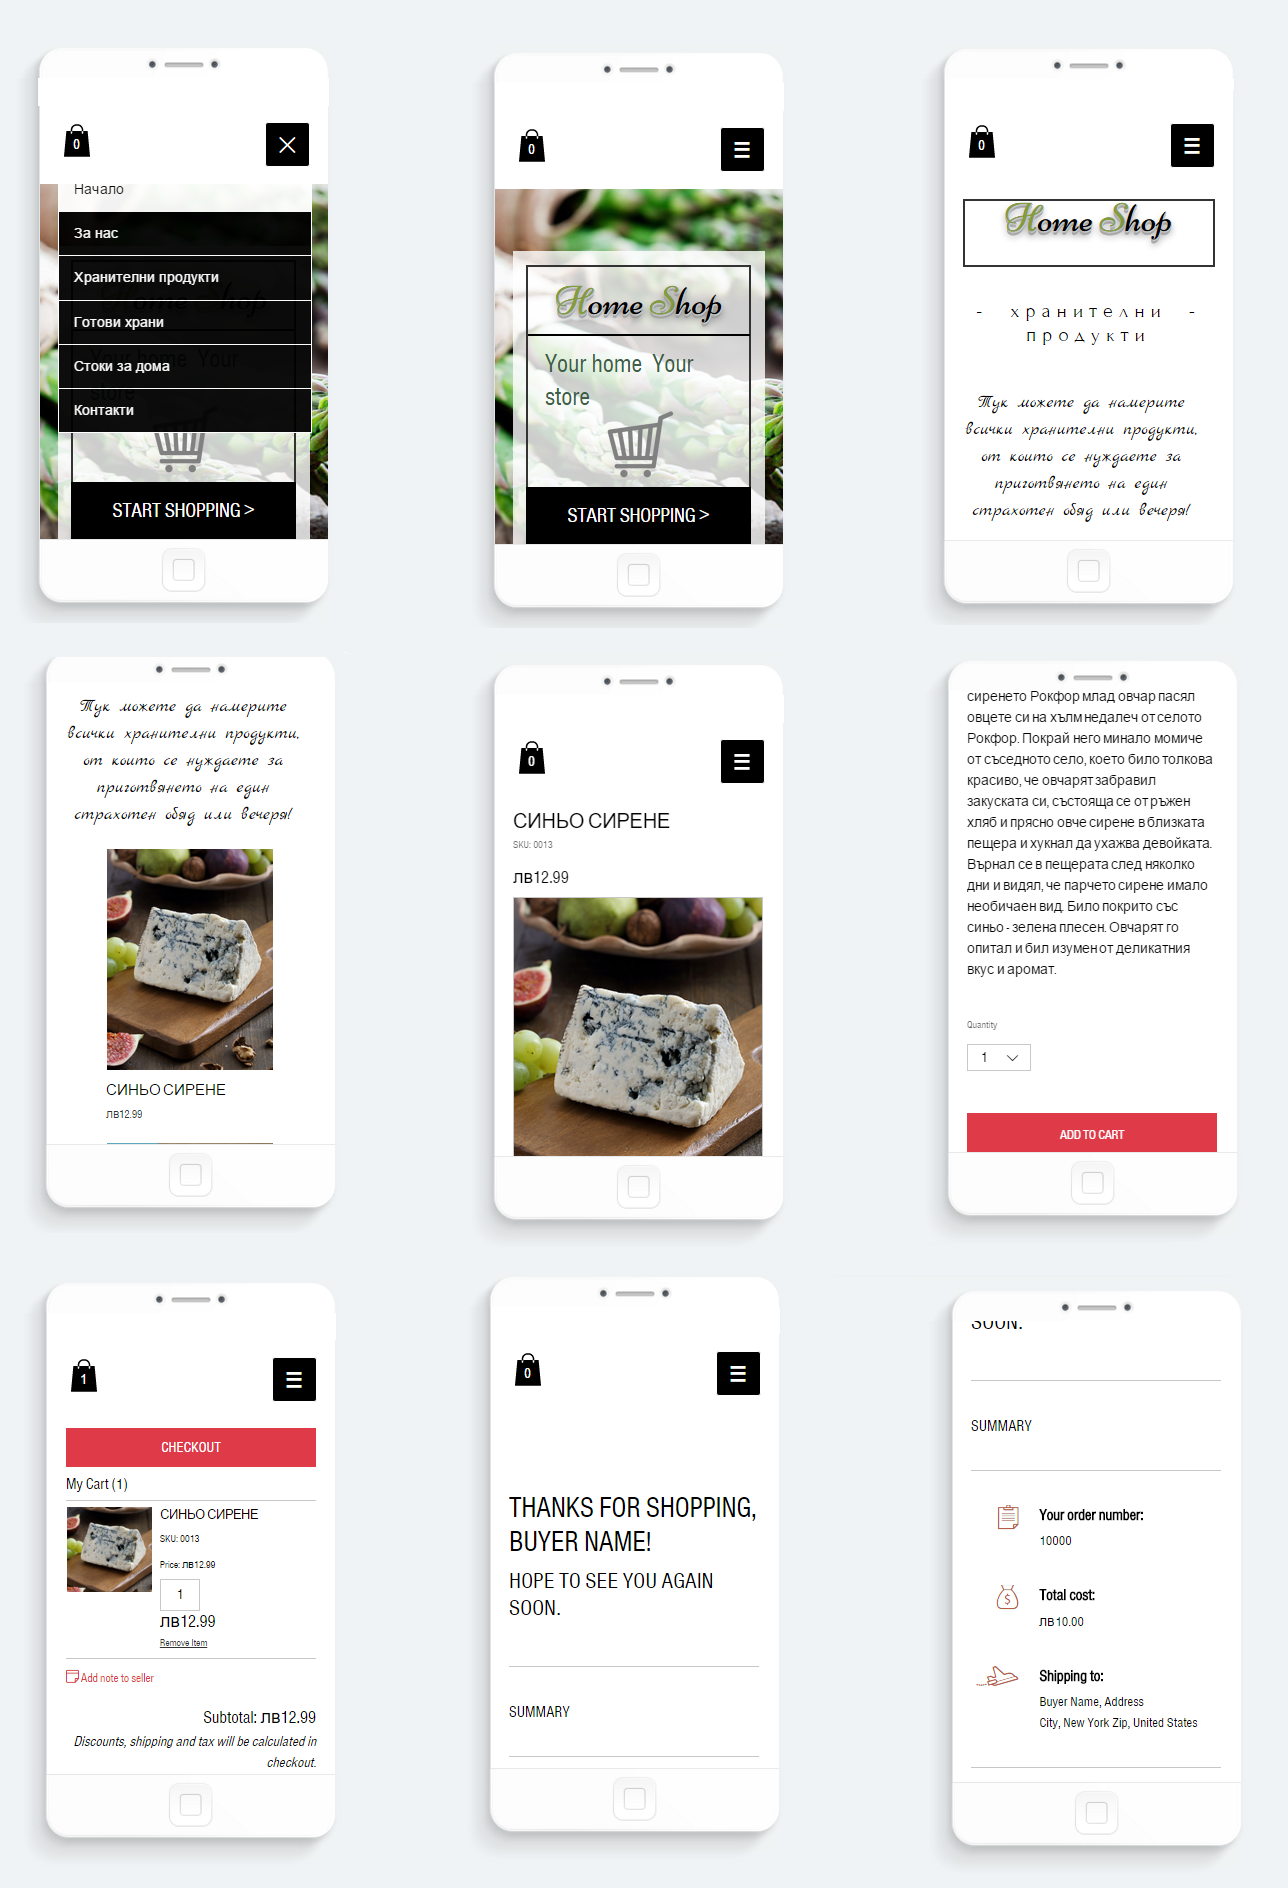 0
Начало
За нас
Хранителни продукти
Готови храни
Стоки за дома
Контакти
START SHOPPING >
0
Home Shop
Your home Your
store
START SHOPPING >
0
Home Shop
- хранителни -
продукти
Тук можете да намерите
всички хранителни продукти,
от които се нуждаете за
приготвянето на един
страхотен обяд или вечеря!
Тук можете да намерите
всички хранителни продукти,
от които се нуждаете за
приготвянето на един
страхотен обяд или вечеря!
СИНЬО СИРЕНЕ
лв12.99
0
СИНЬО СИРЕНЕ
SKU: 0013
лв12.99
сиренето Рокфор млад овчар пасял
овцете си на хълм недалеч от селото
Рокфор. Покрай него минало момиче
от съседното село, което било толкова
красиво, че овчарят забравил
закуската си, състояща се от ръжен
хляб и прясно овче сирене в близката
пещера и хукнал да ухажва девойката.
Върнал се в пещерата след няколко
дни и видял, че парчето сирене имало
необичаен вид. Било покрито със
синьо - зелена плесен. Овчарят го
опитал и бил изумен от деликатния
вкус и аромат.
Quantity
1
ADD TO CART
1
CHECKOUT
My Cart (1)
СИНЬО СИРЕНЕ
SKU: 0013
Price: лв12.99
1
лв12.99
Remove Item
Add note to seller
Subtotal: лв12.99
Discounts, shipping and tax will be calculated in
checkout.
0
THANKS FOR SHOPPING,
BUYER NAME!
HOPE TO SEE YOU AGAIN
SOON.
SUMMARY
SOON.
SUMMARY
Your order number:
10000
Total cost:
лв10.00
Shipping to:
Buyer Name, Address
City, New York Zip, United States